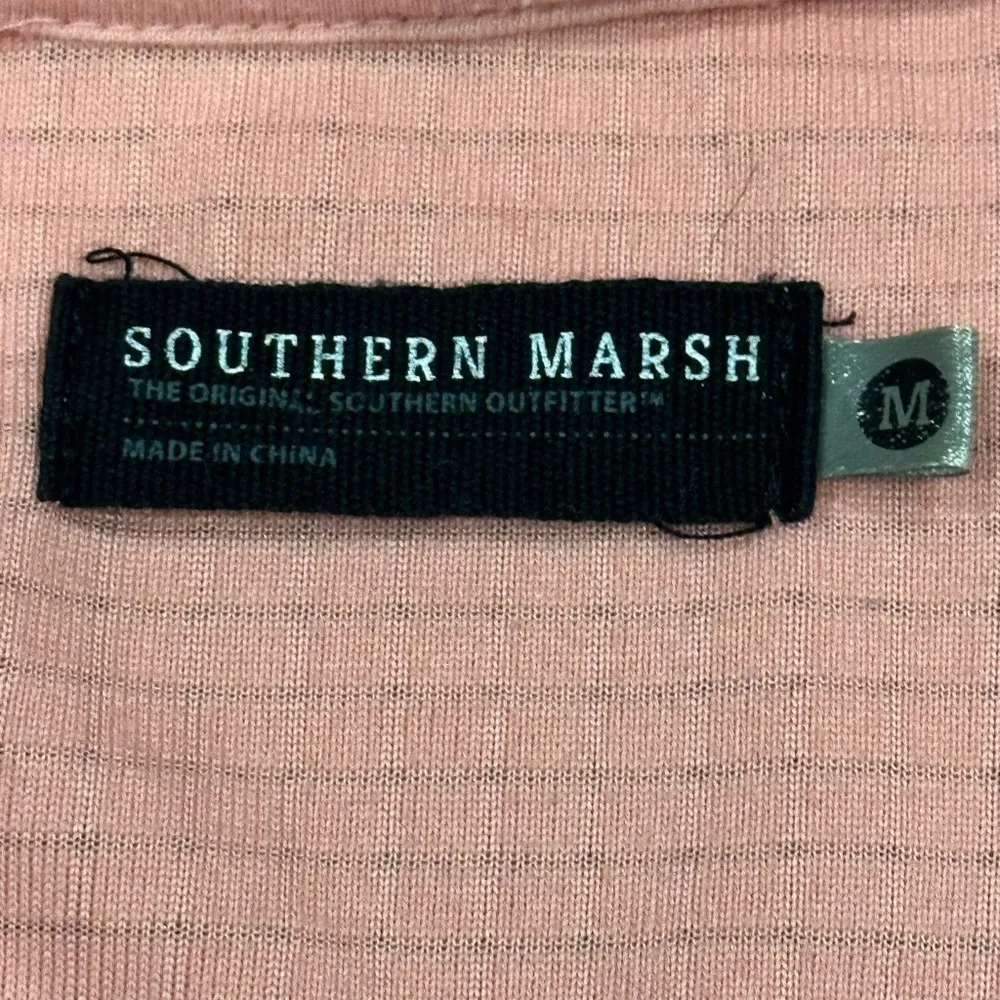 SOUTHERN MARSH
THE ORIGINAL SOUTHERN OUTFITTER™
MADE IN CHINA
M